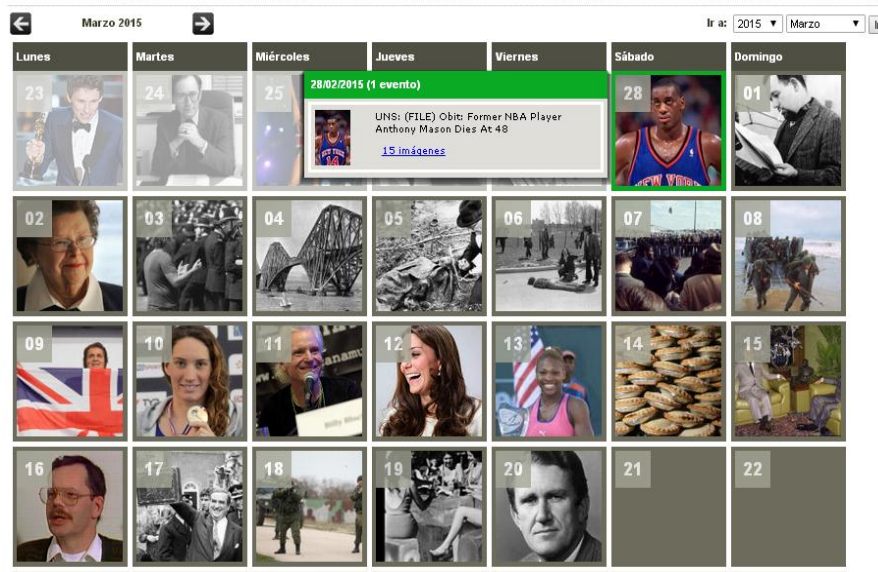 Marzo 2015
Ir a: 2015 Marzo
Lunes Martes Miércoles Jueves Viernes Sábado Domingo
23 24 25 28 01
28/02/2015 (1 evento)
UNS: (FILE) Obit: Former NBA Player
Anthony Mason Dies At 48
15 imágenes
NEW YORK
14
NEW YORK
02 03 04 05 06 07 08
09 10 11 12 13 14 15
16 17 18 19 20 21 22